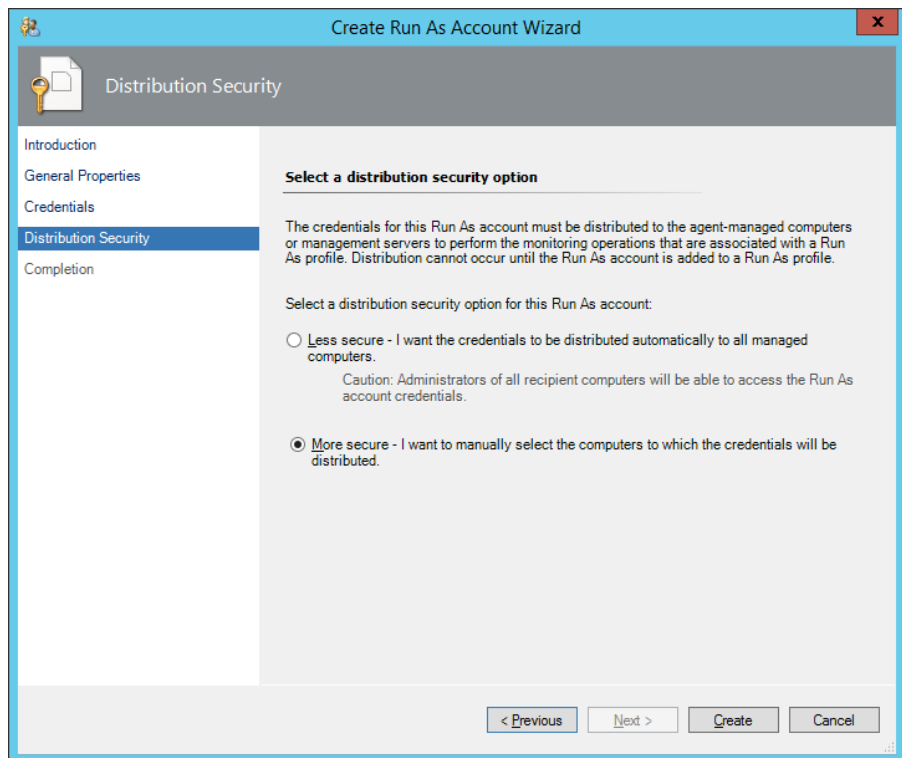 Create Run As Account Wizard
x
Distribution Security
Introduction
General Properties
Credentials
Distribution Security
Completion
Select a distribution security option
The credentials for this Run As account must be distributed to the agent-managed computers
or management servers to perform the monitoring operations that are associated with a Run
As profile. Distribution cannot occur until the Run As account is added to a Run As profile.
Select a distribution security option for this Run As account:
Less secure - I want the credentials to be distributed automatically to all managed
computers.
Caution: Administrators of all recipient computers will be able to access the Run As
account credentials.
More secure - I want to manually select the computers to which the credentials will be
distributed.
< Previous
Next >
Create
Cancel